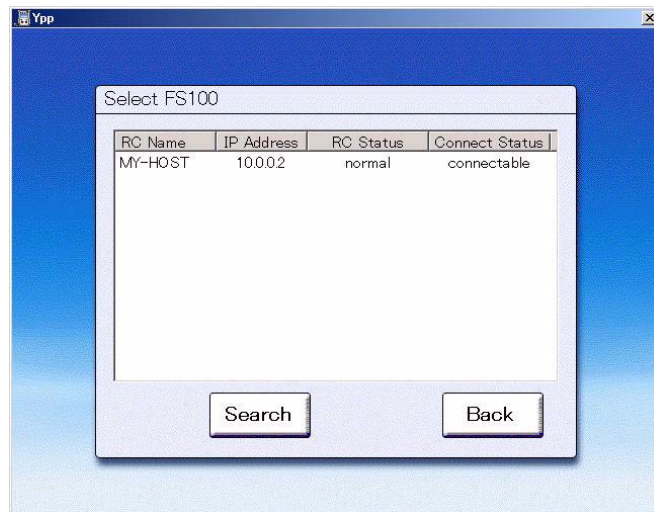 Ypp
Select FS100
RC Name IP Address RC Status Connect Status
MY-HOST 10.0.0.2 normal connectable
Search Back